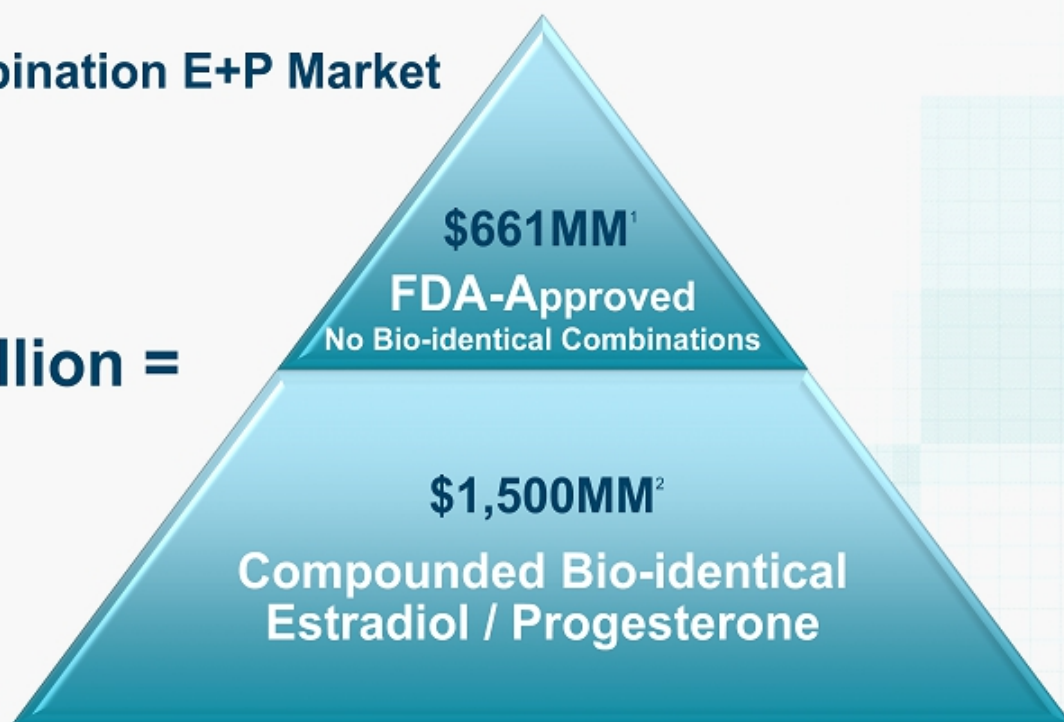 bination E+P Market
$661MM¹
FDA-Approved
No Bio-identical Combinations
llion =
$1,500MM²
Compounded Bio-identical
Estradiol / Progesterone